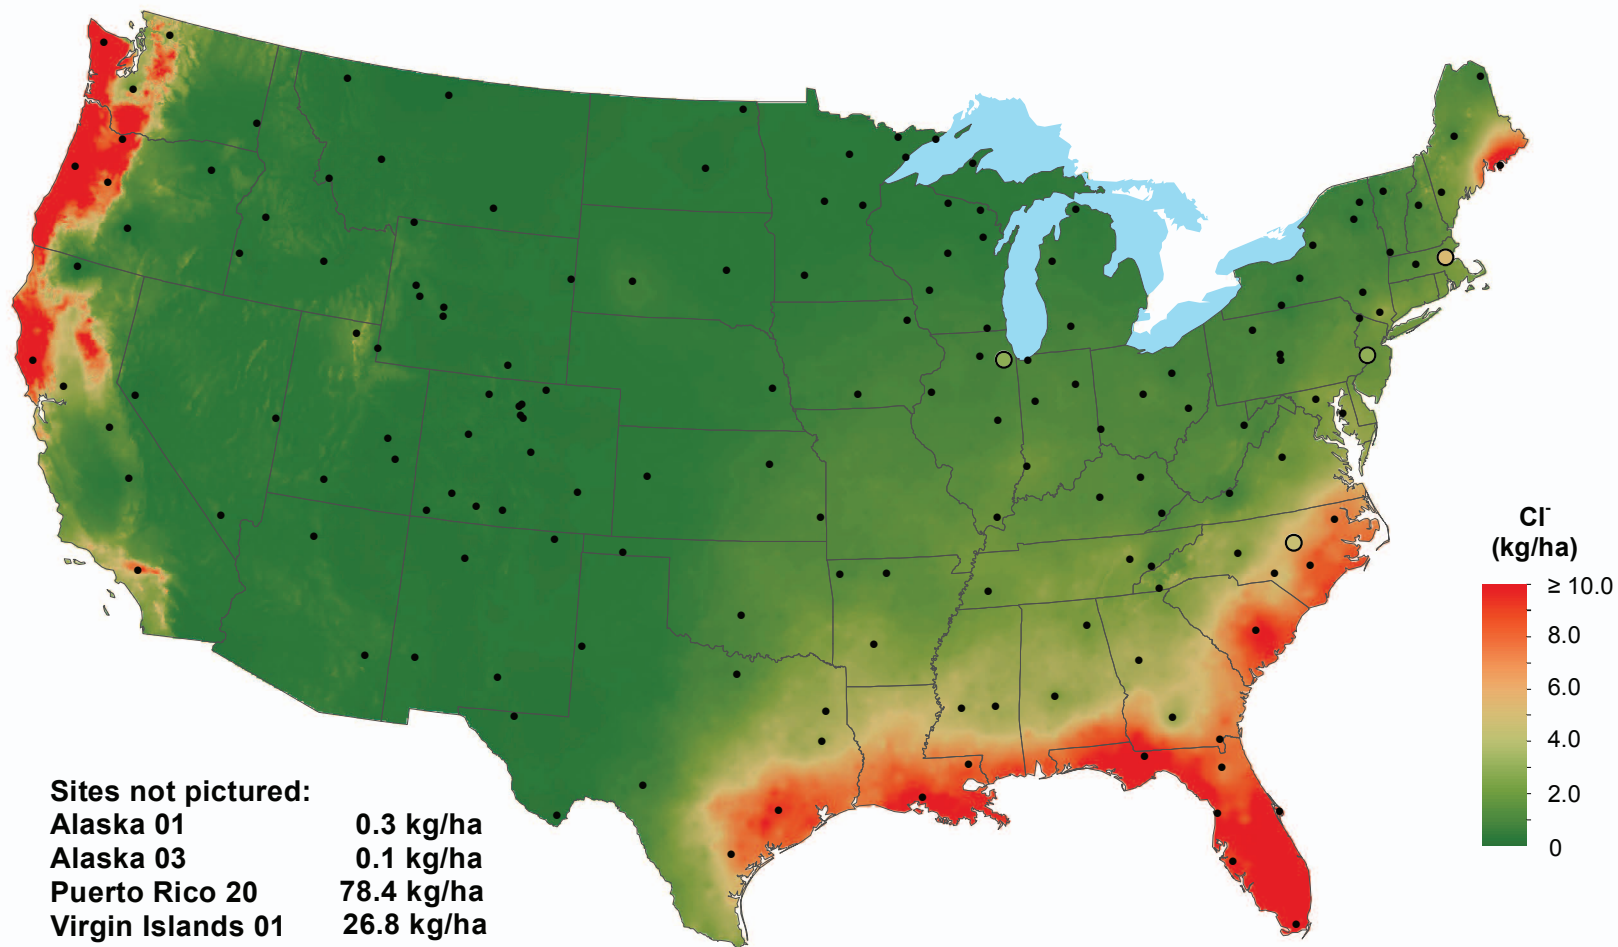 Cl-
(kg/ha)
≥ 10.0
8.0
6.0
4.0
2.0
0
Sites not pictured:
Alaska 01 0.3 kg/ha
Alaska 03 0.1 kg/ha
Puerto Rico 20 78.4 kg/ha
Virgin Islands 01 26.8 kg/ha